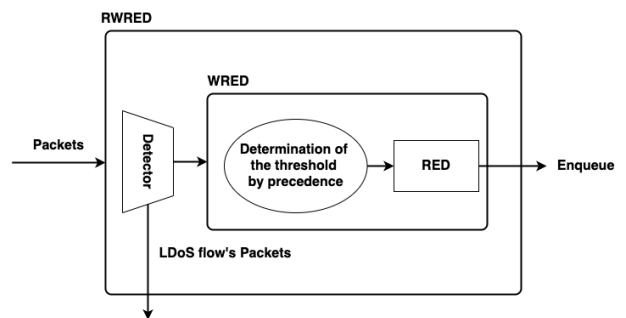 RWRED
WRED
Packets
Detector
Determination of
the threshold
by precedence
RED
Enqueue
LDoS flow's Packets